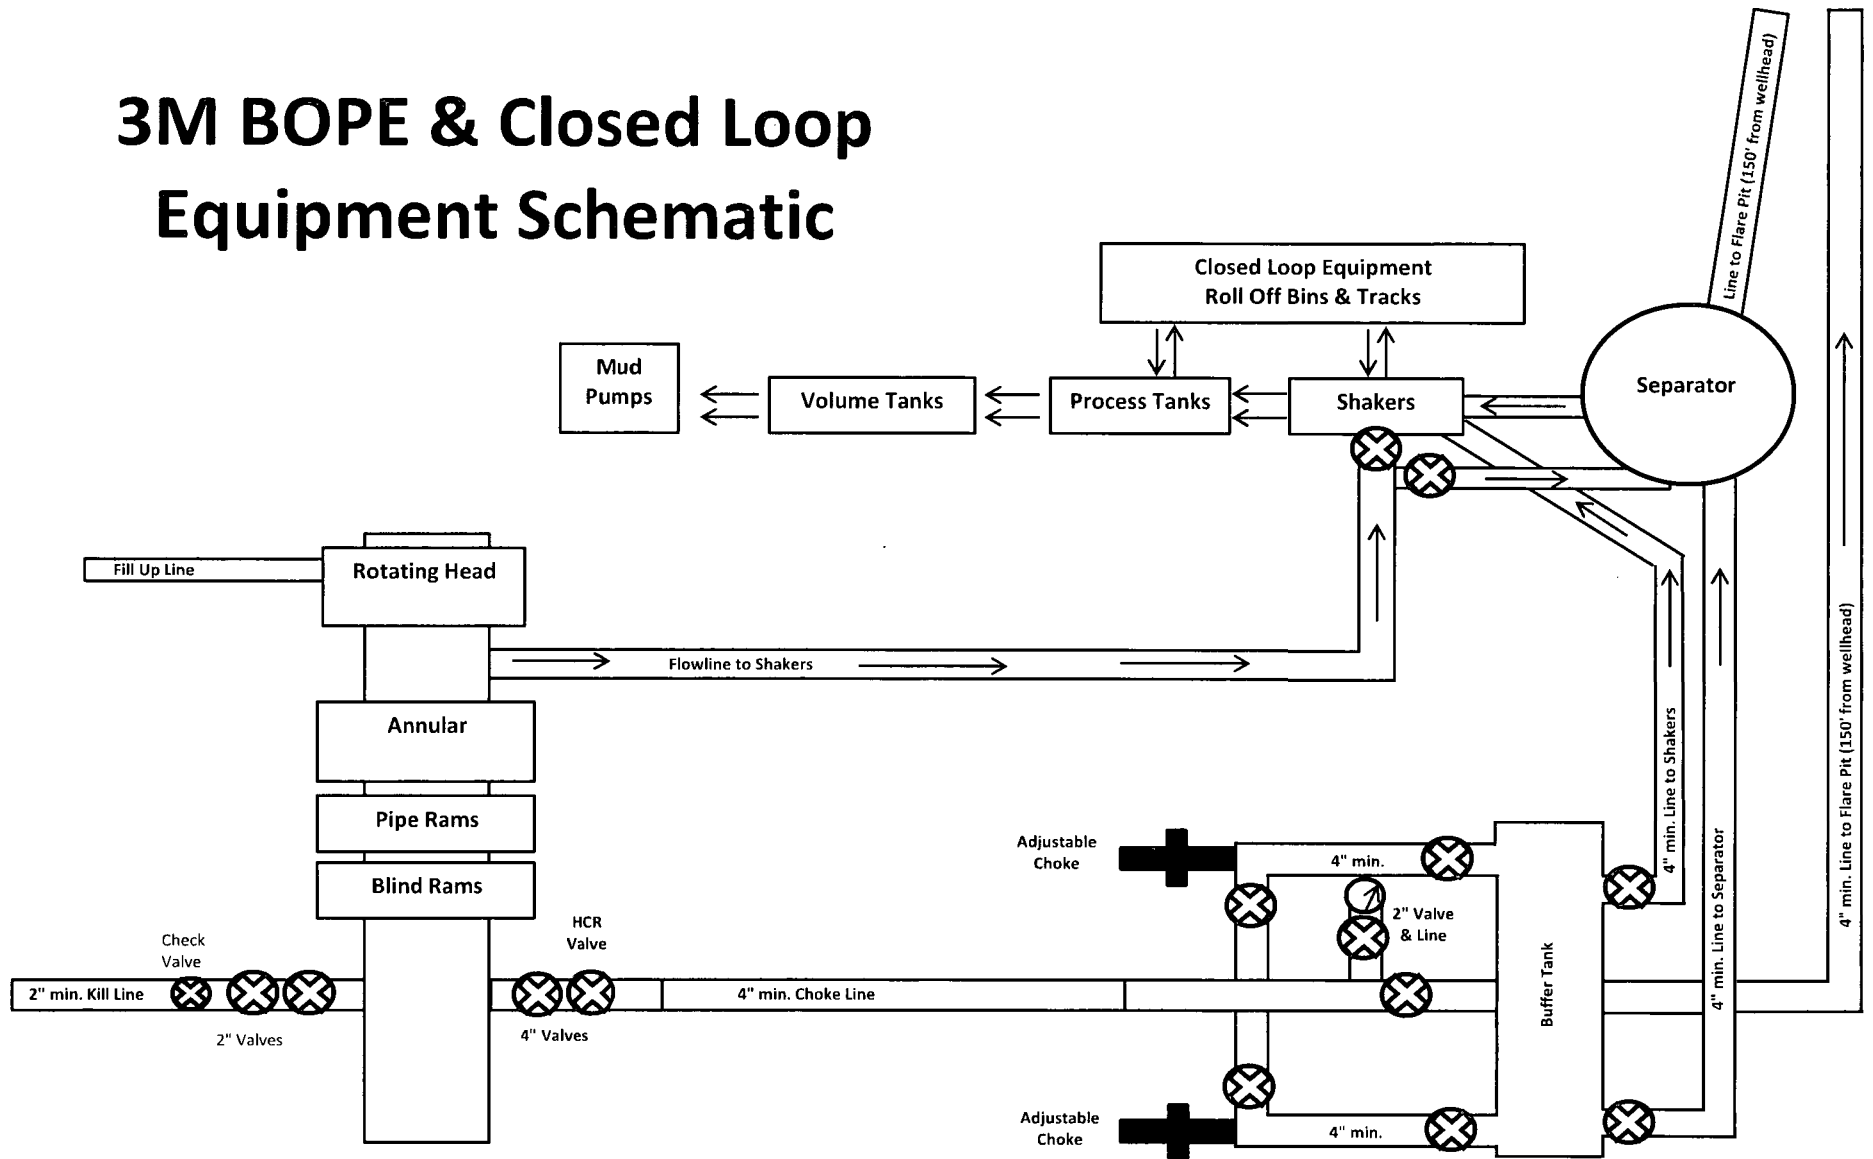 3M BOPE & Closed Loop
Equipment Schematic
Line to Flare Pit (150' from wellhead)
Closed Loop Equipment
Roll Off Bins & Tracks
Mud
Pumps
Volume Tanks
Process Tanks
Shakers
Separator
Fill Up Line
Rotating Head
Flowline to Shakers
Annular
Pipe Rams
Blind Rams
4" min. Line to Shakers
4" min. Line to Separator
4" min. Line to Flare Pit (150' from wellhead)
Adjustable
Choke
4" min.
2" Valve
& Line
Check
Valve
HCR
Valve
2" min. Kill Line
4" min. Choke Line
2" Valves
4" Valves
Buffer Tank
Adjustable
Choke
4" min.